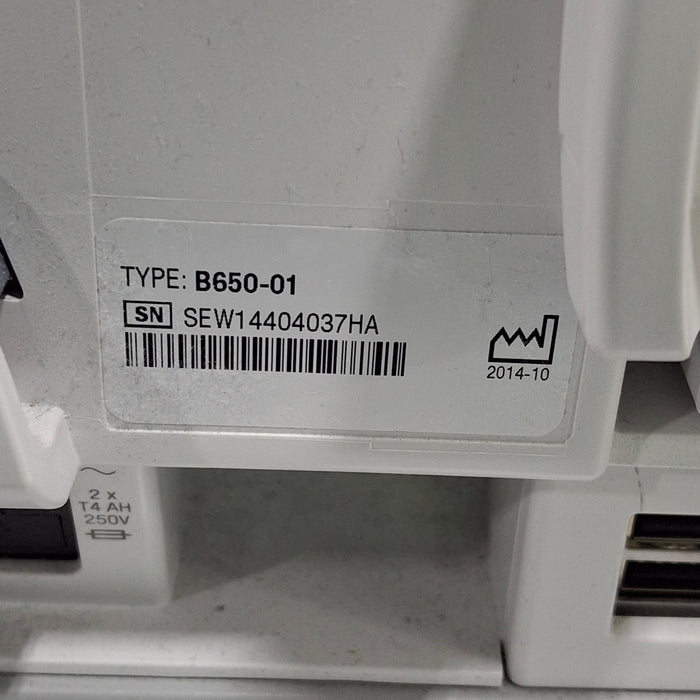 TYPE: B650-01
SN SEW14404037HA
2014-10
2 x
T4 AH
250V